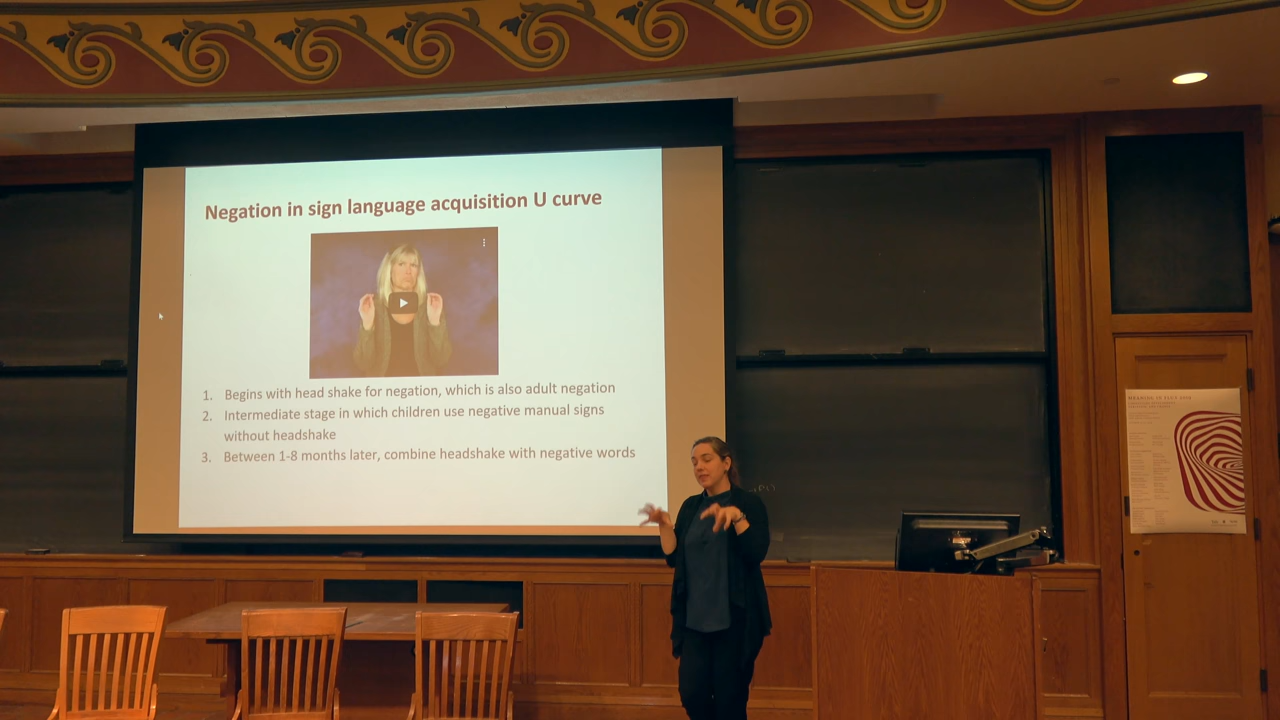 Negation in sign language acquisition U curve
1. Begins with head shake for negation, which is also adult negation
2. Intermediate stage in which children use negative manual signs
without headshake
3. Between 1-8 months later, combine headshake with negative words